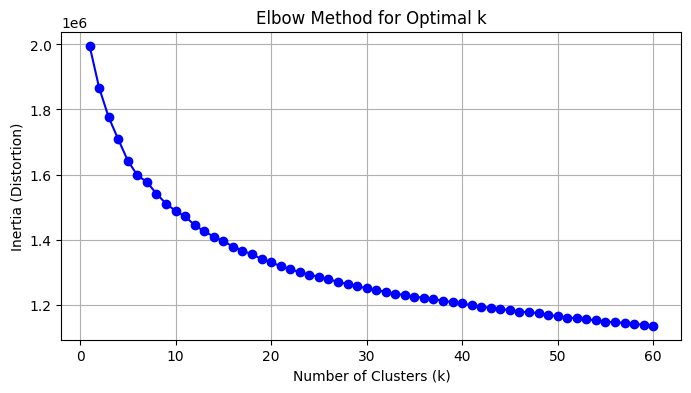 Elbow Method for Optimal k
1e6
2.0
1.8
1.6
1.4
1.2
Inertia (Distortion)
0 10 20 30 40 50 60
Number of Clusters (k)